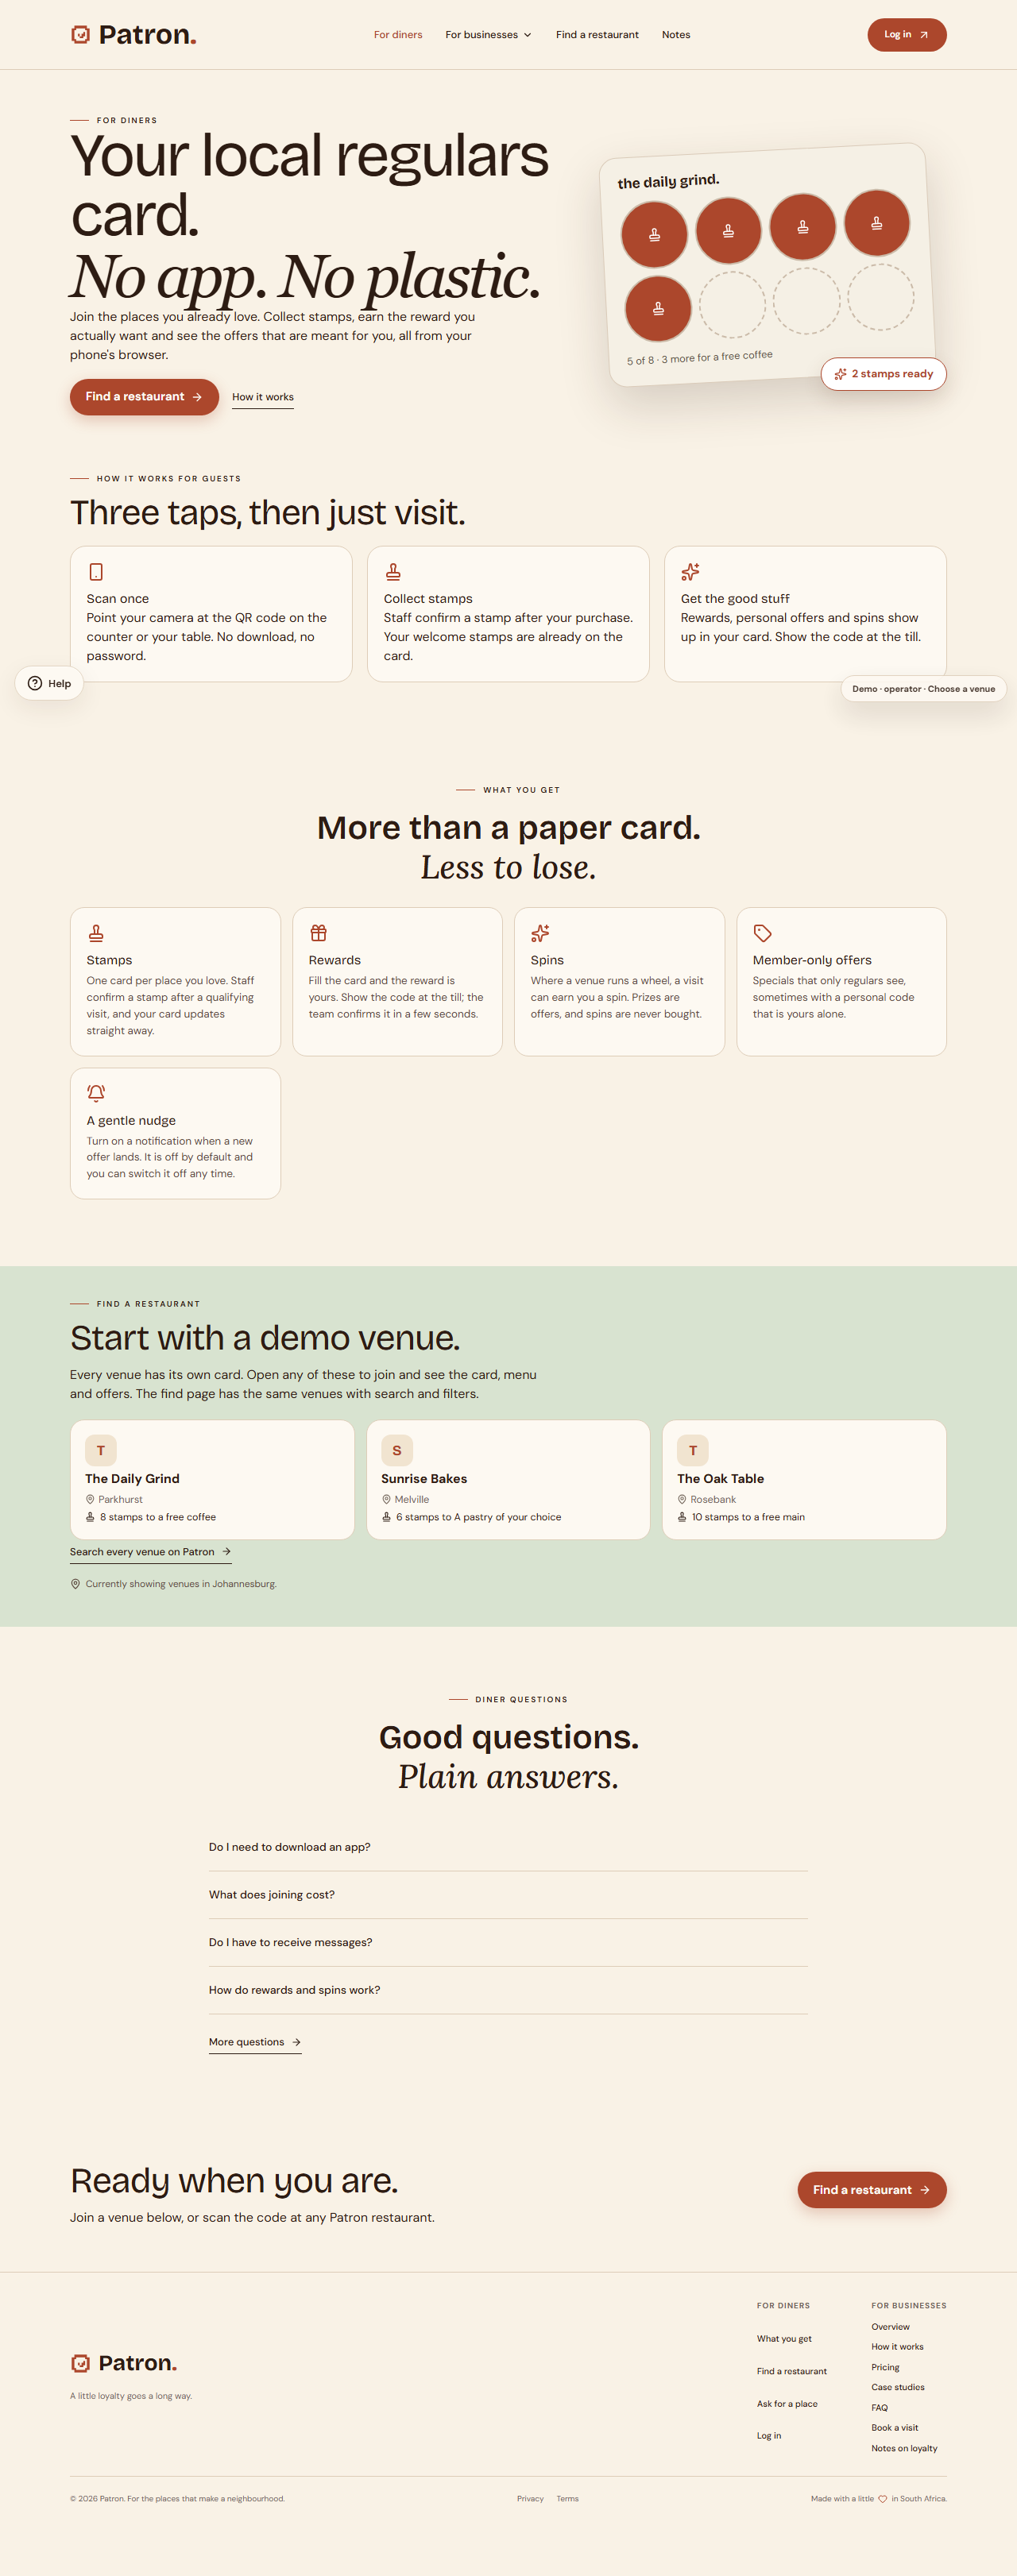 Patron.
For diners
For businesses
Find a restaurant
Notes
Log in
FOR DINERS
Your local regulars
card.
No app. No plastic.
Join the places you already love. Collect stamps, earn the reward you
actually want and see the offers that are meant for you, all from your
phone's browser.
Find a restaurant
How it works
the daily grind.
5 of 8 · 3 more for a free coffee
2 stamps ready
HOW IT WORKS FOR GUESTS
Three taps, then just visit.
Scan once
Point your camera at the QR code on the
counter or your table. No download, no
password.
Collect stamps
Staff confirm a stamp after your purchase.
Your welcome stamps are already on the
card.
Get the good stuff
Rewards, personal offers and spins show
up in your card. Show the code at the till.
Help
Demo · operator · Choose a venue
WHAT YOU GET
More than a paper card.
Less to lose.
Stamps
One card per place you love. Staff
confirm a stamp after a qualifying
visit, and your card updates
straight away.
Rewards
Fill the card and the reward is
yours. Show the code at the till; the
team confirms it in a few seconds.
Spins
Where a venue runs a wheel, a visit
can earn you a spin. Prizes are
offers, and spins are never bought.
Member-only offers
Specials that only regulars see,
sometimes with a personal code
that is yours alone.
A gentle nudge
Turn on a notification when a new
offer lands. It is off by default and
you can switch it off any time.
FIND A RESTAURANT
Start with a demo venue.
Every venue has its own card. Open any of these to join and see the card, menu
and offers. The find page has the same venues with search and filters.
T
The Daily Grind
Parkhurst
8 stamps to a free coffee
S
Sunrise Bakes
Melville
6 stamps to A pastry of your choice
T
The Oak Table
Rosebank
10 stamps to a free main
Search every venue on Patron
Currently showing venues in Johannesburg.
DINER QUESTIONS
Good questions.
Plain answers.
Do I need to download an app?
What does joining cost?
Do I have to receive messages?
How do rewards and spins work?
More questions
Ready when you are.
Join a venue below, or scan the code at any Patron restaurant.
Find a restaurant
Patron.
A little loyalty goes a long way.
FOR DINERS
What you get
Find a restaurant
Ask for a place
Log in
FOR BUSINESSES
Overview
How it works
Pricing
Case studies
FAQ
Book a visit
Notes on loyalty
© 2026 Patron. For the places that make a neighbourhood.
Privacy
Terms
Made with a little
in South Africa.